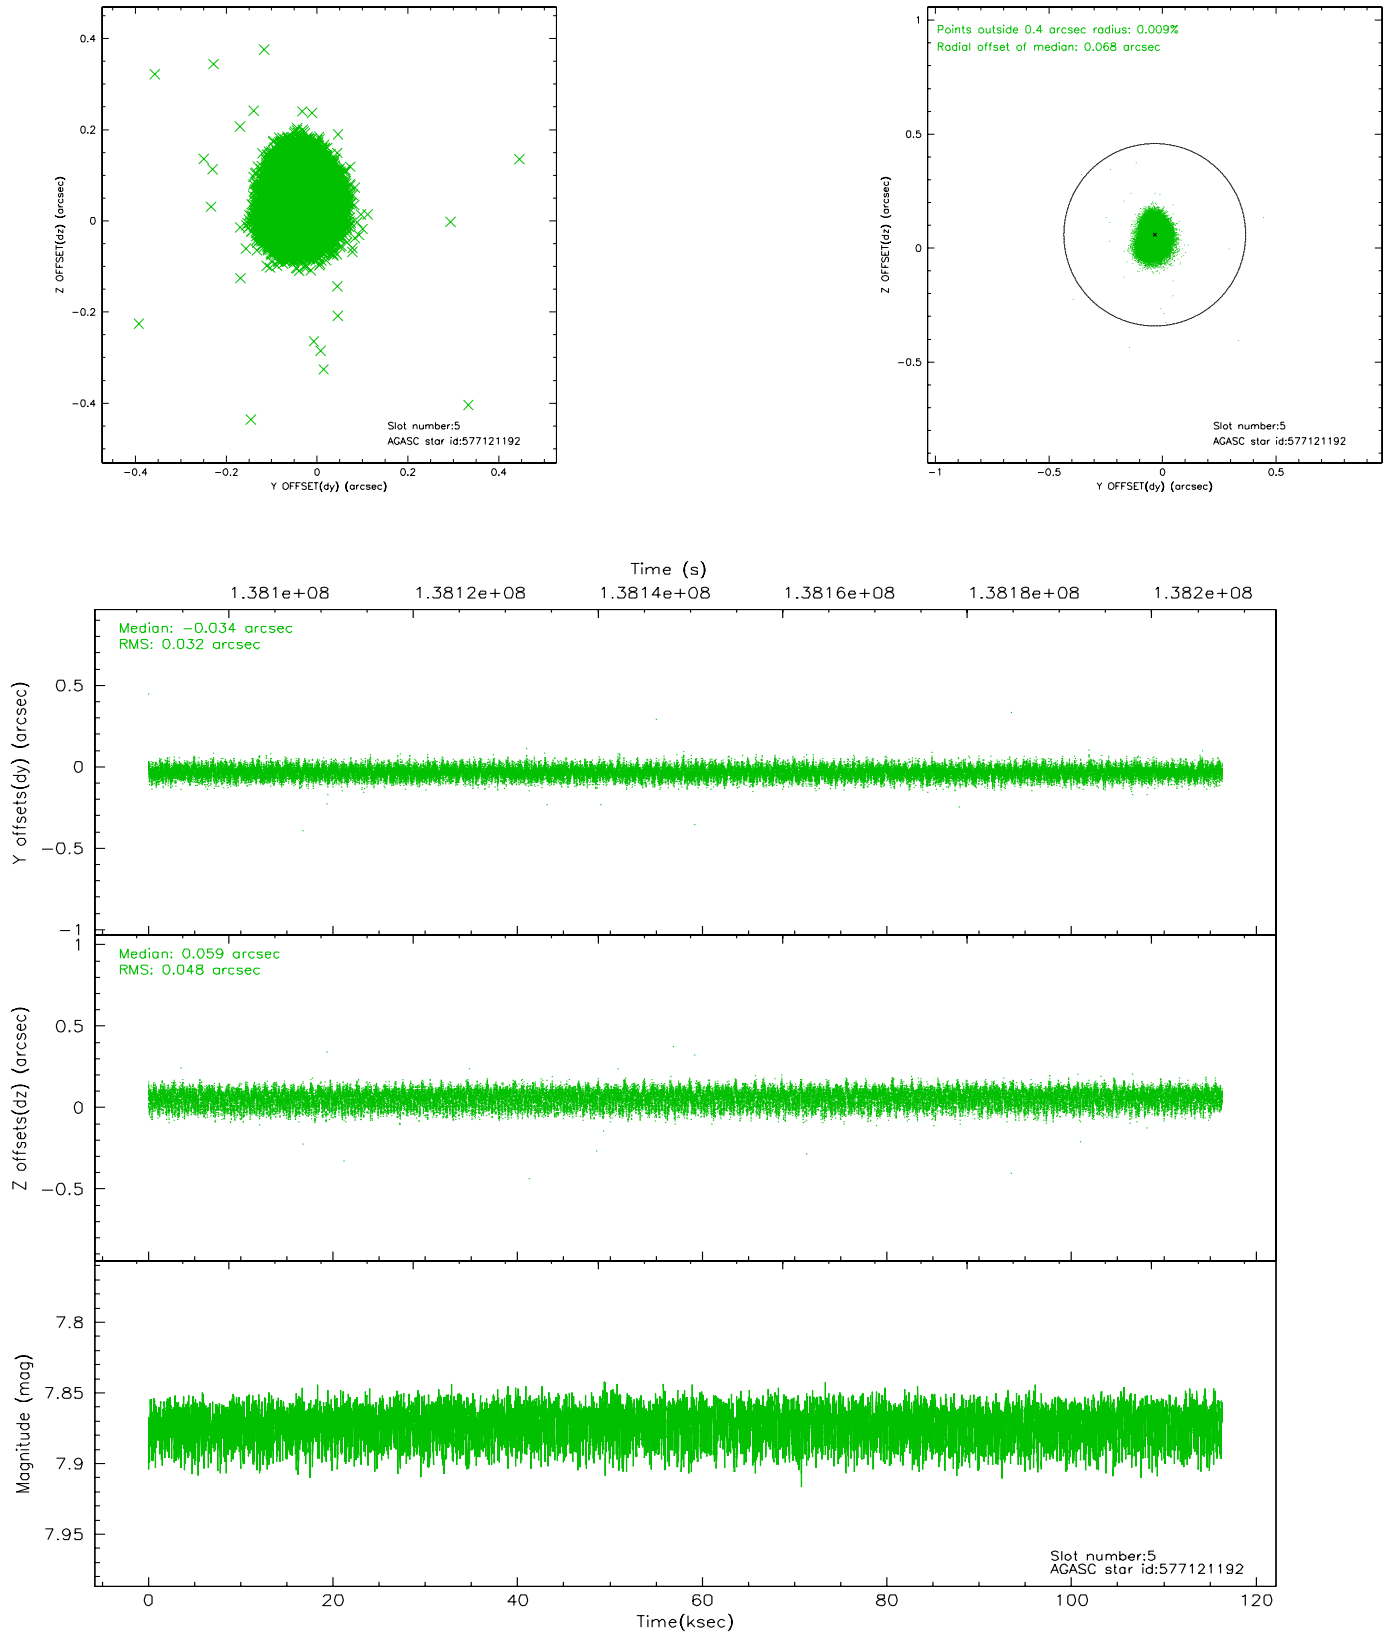 0.4
0.2
0
−0.2
−0.4
Z OFFSET(dz) (arcsec)
Slot number:5
AGASC star id:577121192
−0.4 −0.2 0 0.2 0.4
Y OFFSET(dy) (arcsec)
Points outside 0.4 arcsec radius: 0.009%
Radial offset of median: 0.068 arcsec
1
0.5
0
−0.5
Z OFFSET(dz) (arcsec)
Slot number:5
AGASC star id:577121192
−1 −0.5 0 0.5
Y OFFSET(dy) (arcsec)
Time (s)
1.381e+08 1.3812e+08 1.3814e+08 1.3816e+08 1.3818e+08 1.382e+08
Median: −0.034 arcsec
RMS: 0.032 arcsec
0.5
0
−0.5
−1
Y offsets(dy) (arcsec)
Median: 0.059 arcsec
RMS: 0.048 arcsec
1
0.5
0
−0.5
Z offsets(dz) (arcsec)
7.8
7.85
7.9
7.95
Magnitude (mag)
Slot number:5
AGASC star id:577121192
0 20 40 60 80 100 120
Time(ksec)